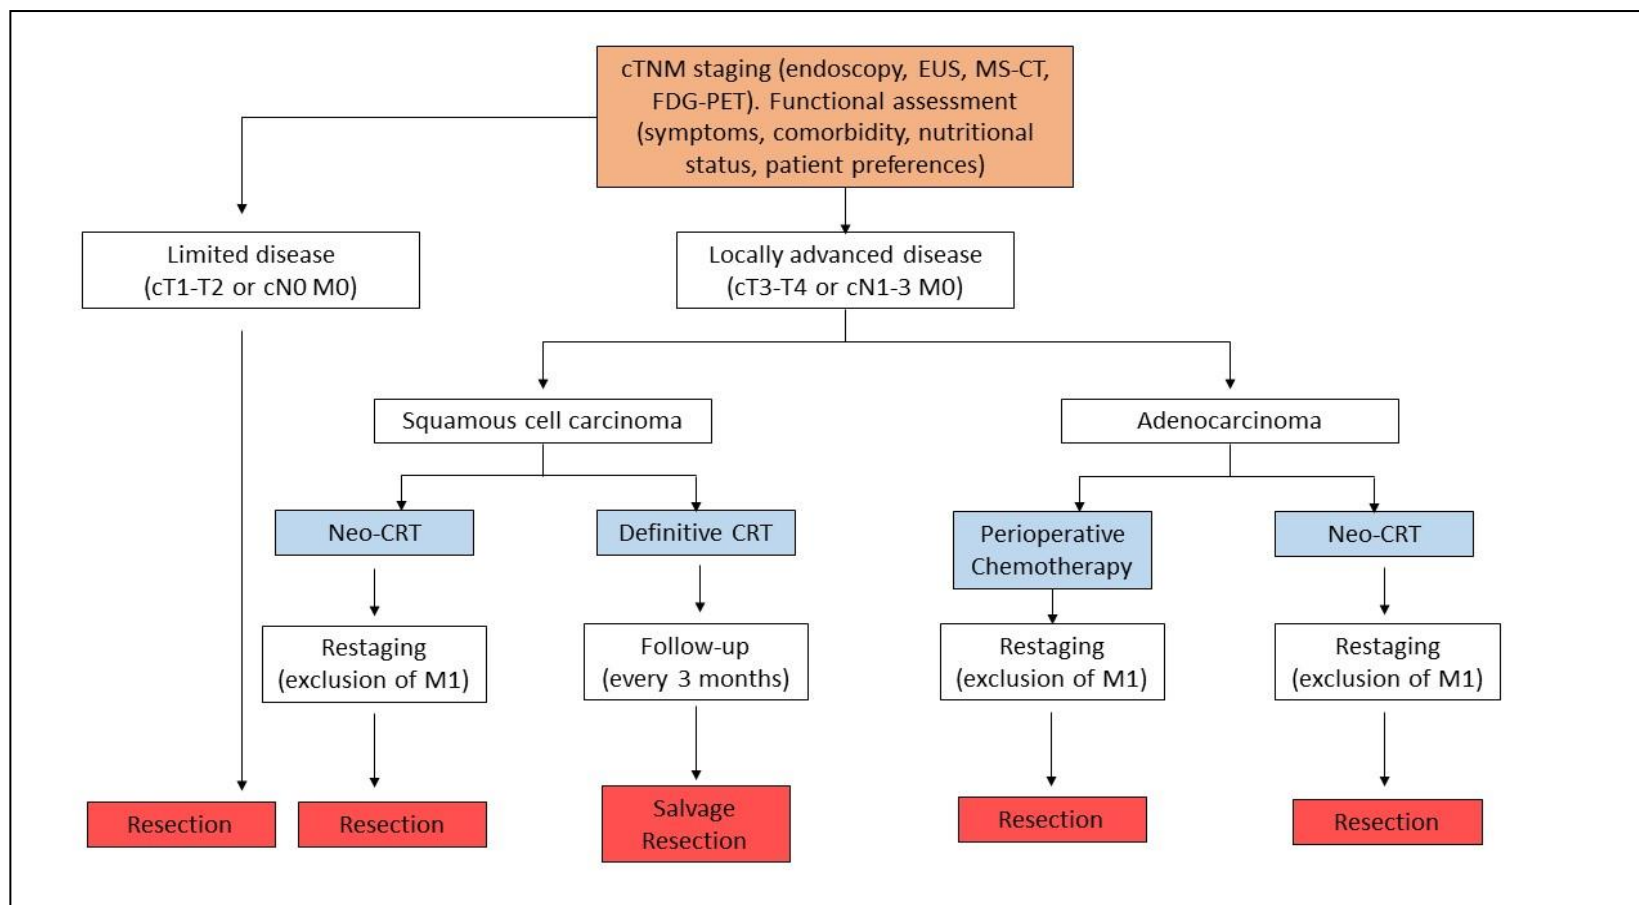 cTNM staging (endoscopy, EUS, MS-CT,
FDG-PET). Functional assessment
(symptoms, comorbidity, nutritional
status, patient preferences)
Limited disease
(cT1-T2 or cN0 M0)
Locally advanced disease
(cT3-T4 or cN1-3 M0)
Squamous cell carcinoma
Adenocarcinoma
Neo-CRT
Definitive CRT
Perioperative
Chemotherapy
Neo-CRT
Restaging
(exclusion of M1)
Follow-up
(every 3 months)
Restaging
(exclusion of M1)
Restaging
(exclusion of M1)
Resection
Resection
Salvage
Resection
Resection
Resection